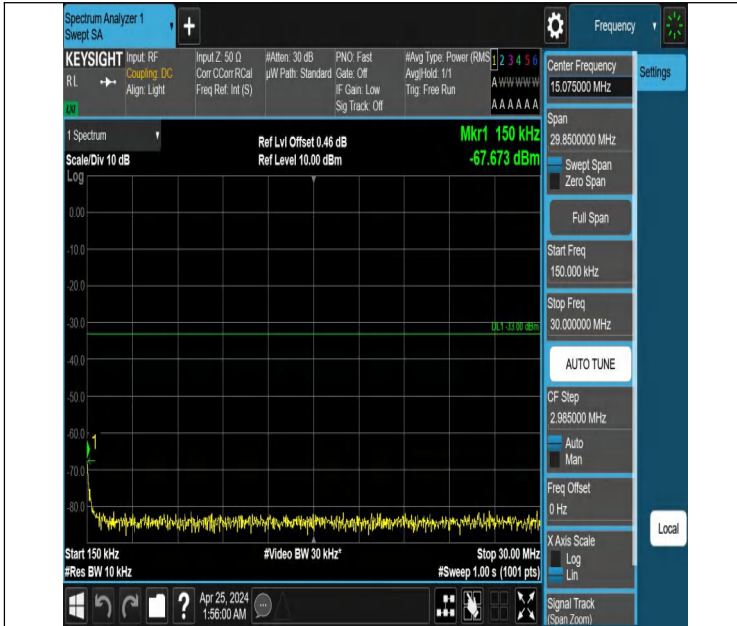 Spectrum Analyzer 1
Swept SA
+
Frequency
KEYSIGHT
RL
LXI
Input: RF
Coupling: DC
Align: Light
Input Z: 50 Ω
Corr CCorr RCal
Freq Ref: Int (S)
#Atten: 30 dB
µW Path: Standard
PNO: Fast
Gate: Off
IF Gain: Low
Sig Track: Off
#Avg Type: Power (RMS
Avg|Hold: 1/1
Trig: Free Run
1 2 3 4 5 6
A W W W W W
A A A A A A
1 Spectrum
Scale/Div 10 dB
Log
Ref Lvl Offset 0.46 dB
Ref Level 10.00 dBm
Mkr1 150 kHz
-67.673 dBm
0.00
-10.0
-20.0
-30.0
-40.0
-50.0
-60.0
-70.0
-80.0
DL1 -33.00 dBm
1
Start 150 kHz
#Res BW 10 kHz
#Video BW 30 kHz*
Stop 30.00 MHz
#Sweep 1.00 s (1001 pts)
?
Apr 25, 2024
1:56:00 AM
Center Frequency
15.075000 MHz
Span
29.8500000 MHz
Swept Span
Zero Span
Full Span
Start Freq
150.000 kHz
Stop Freq
30.000000 MHz
AUTO TUNE
CF Step
2.985000 MHz
Auto
Man
Freq Offset
0 Hz
X Axis Scale
Log
Lin
Signal Track
(Span Zoom)
Settings
Local